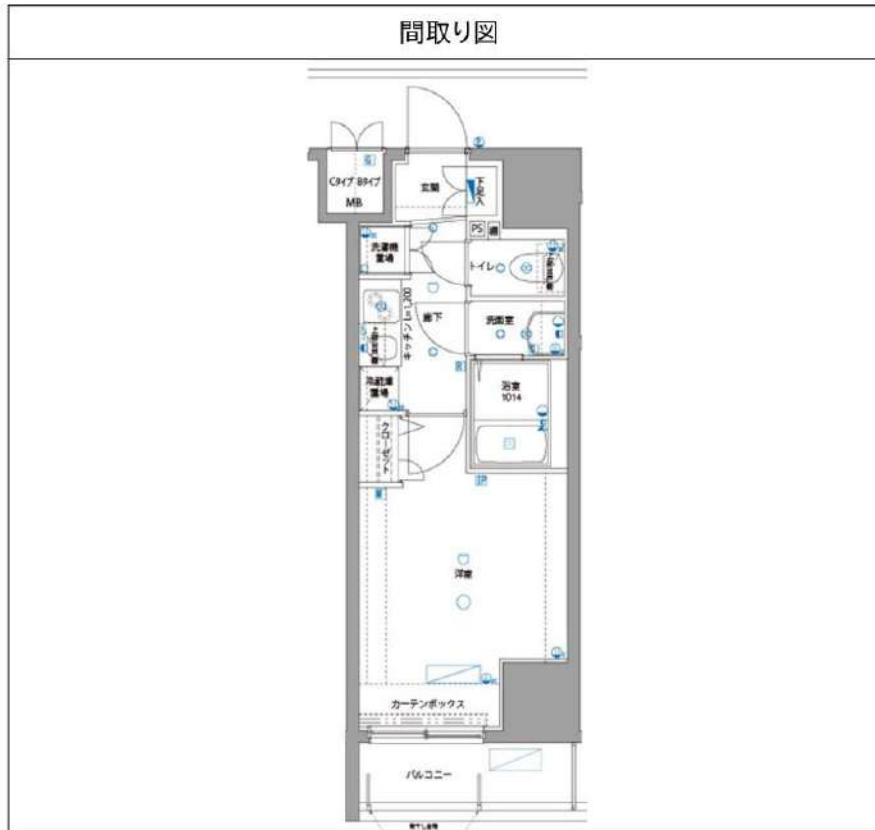 間取り図
G
Cタイプ Bタイプ
MB
玄関
下足入
PS
洗濯機
置場
トイレ
キッチン L=1,200
廊下
洗面室
冷蔵庫
置場
浴室
1014
クローゼット
洋室
カーテンボックス
バルコニー